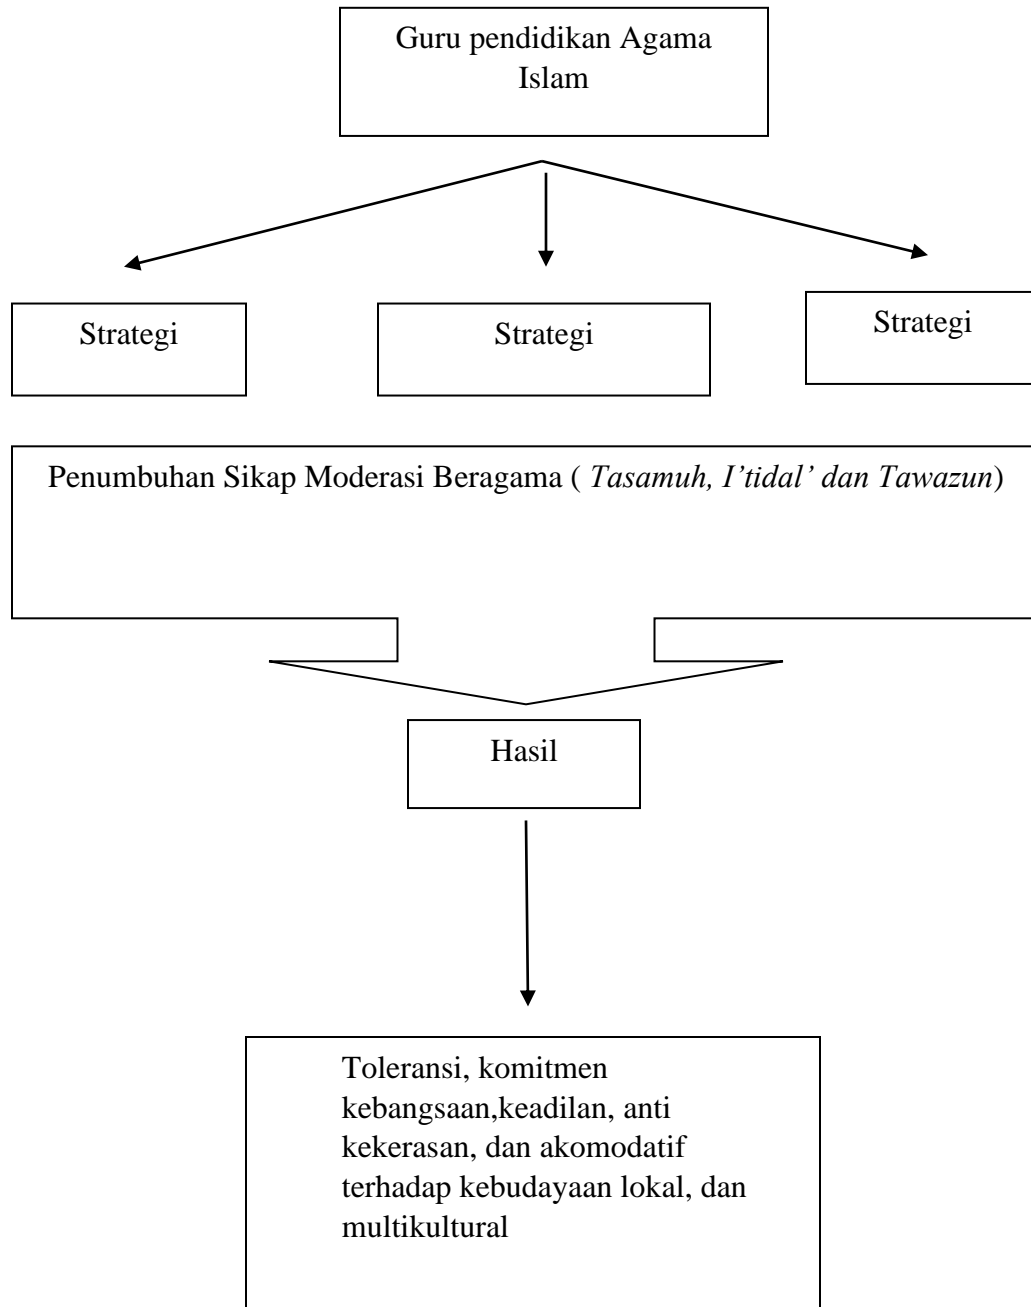 Guru pendidikan Agama
Islam
Strategi
Strategi
Strategi
Penumbuhan Sikap Moderasi Beragama ( Tasamuh, I’tidal’ dan Tawazun)
Hasil
Toleransi, komitmen
kebangsaan,keadilan, anti
kekerasan, dan akomodatif
terhadap kebudayaan lokal, dan
multikultural